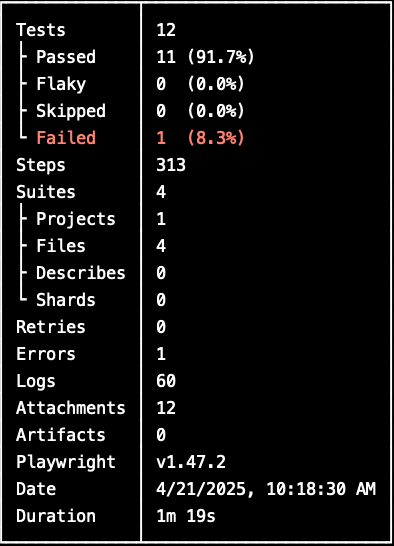 Tests 12
├ Passed 11 (91.7%)
├ Flaky 0 (0.0%)
├ Skipped 0 (0.0%)
└ Failed 1 (8.3%)
Steps 313
Suites 4
├ Projects 1
├ Files 4
├ Describes 0
└ Shards 0
Retries 0
Errors 1
Logs 60
Attachments 12
Artifacts 0
Playwright v1.47.2
Date 4/21/2025, 10:18:30 AM
Duration 1m 19s